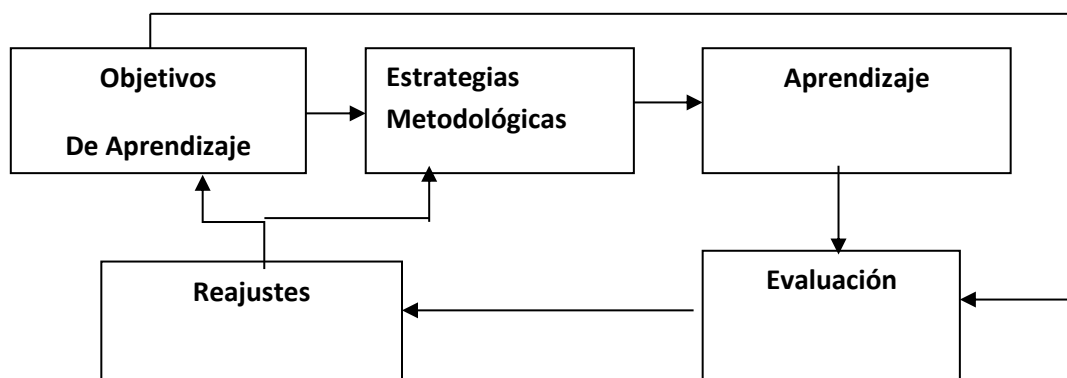 Objetivos
De Aprendizaje
Estrategias
Metodológicas
Aprendizaje
Reajustes
Evaluación